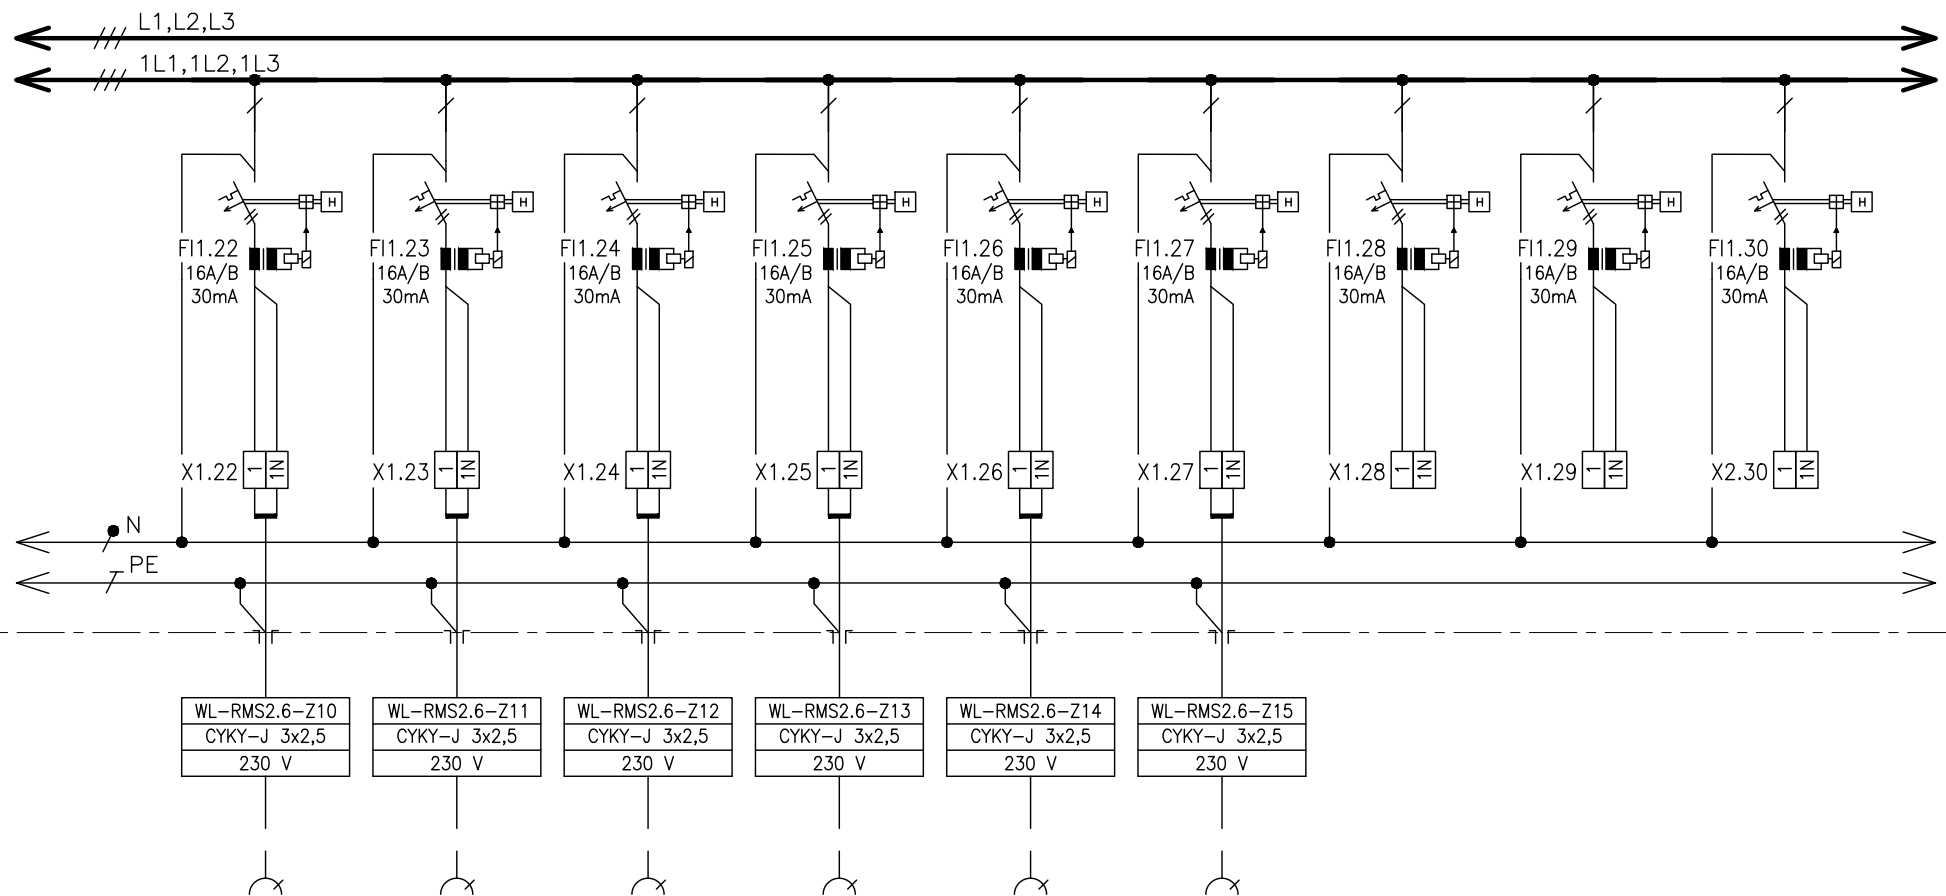 L1,L2,L3
1L1,1L2,1L3
H H H H H H H H H
FI1.22 FI1.23 FI1.24 FI1.25 FI1.26 FI1.27 FI1.28 FI1.29 FI1.30
16A/B 16A/B 16A/B 16A/B 16A/B 16A/B 16A/B 16A/B 16A/B
30mA 30mA 30mA 30mA 30mA 30mA 30mA 30mA 30mA
X1.22 1 1N X1.23 1 1N X1.24 1 1N X1.25 1 1N X1.26 1 1N X1.27 1 1N X1.28 1 1N X1.29 1 1N X2.30 1 1N
N
PE
WL-RMS2.6-Z10 WL-RMS2.6-Z11 WL-RMS2.6-Z12 WL-RMS2.6-Z13 WL-RMS2.6-Z14 WL-RMS2.6-Z15
CYKY-J 3x2,5 CYKY-J 3x2,5 CYKY-J 3x2,5 CYKY-J 3x2,5 CYKY-J 3x2,5 CYKY-J 3x2,5
230 V 230 V 230 V 230 V 230 V 230 V